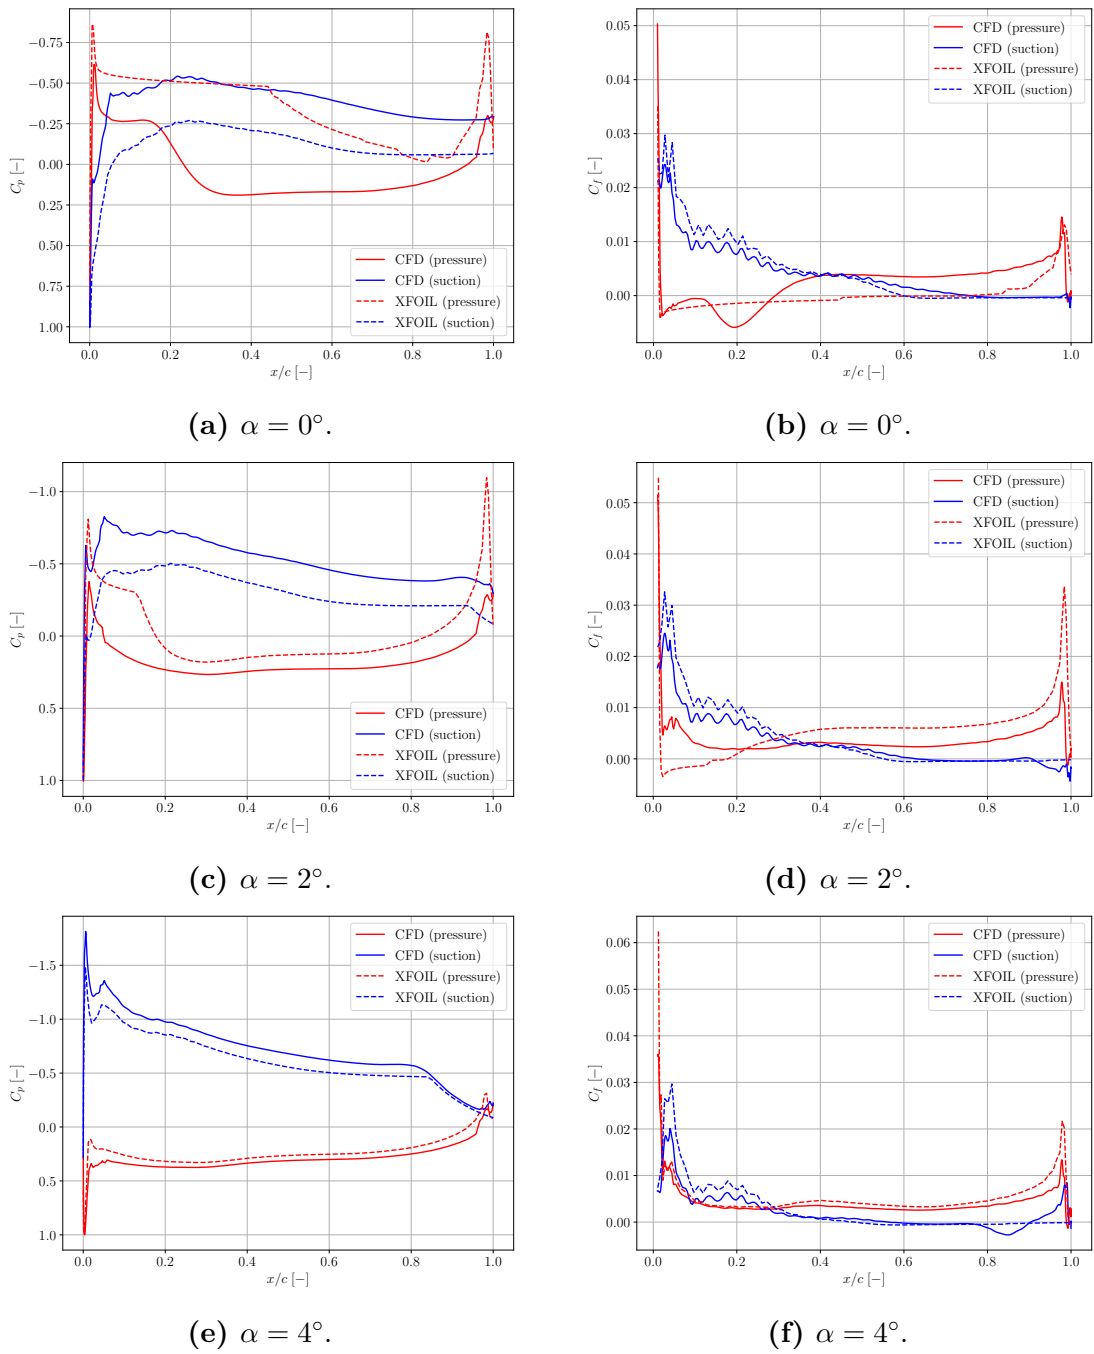 −0.75
−0.50
−0.25
0.00
0.25
0.50
0.75
1.00
C_p [−]
0.0 0.2 0.4 0.6 0.8 1.0
x/c [−]
CFD (pressure)
CFD (suction)
XFOIL (pressure)
XFOIL (suction)
(a) α = 0°.
0.05
0.04
0.03
0.02
0.01
0.00
C_f [−]
0.0 0.2 0.4 0.6 0.8 1.0
x/c [−]
CFD (pressure)
CFD (suction)
XFOIL (pressure)
XFOIL (suction)
(b) α = 0°.
−1.0
−0.5
0.0
0.5
1.0
C_p [−]
0.0 0.2 0.4 0.6 0.8 1.0
x/c [−]
CFD (pressure)
CFD (suction)
XFOIL (pressure)
XFOIL (suction)
(c) α = 2°.
0.05
0.04
0.03
0.02
0.01
0.00
C_f [−]
0.0 0.2 0.4 0.6 0.8 1.0
x/c [−]
CFD (pressure)
CFD (suction)
XFOIL (pressure)
XFOIL (suction)
(d) α = 2°.
−1.5
−1.0
−0.5
0.0
0.5
1.0
C_p [−]
0.0 0.2 0.4 0.6 0.8 1.0
x/c [−]
CFD (pressure)
CFD (suction)
XFOIL (pressure)
XFOIL (suction)
(e) α = 4°.
0.06
0.05
0.04
0.03
0.02
0.01
0.00
C_f [−]
0.0 0.2 0.4 0.6 0.8 1.0
x/c [−]
CFD (pressure)
CFD (suction)
XFOIL (pressure)
XFOIL (suction)
(f) α = 4°.